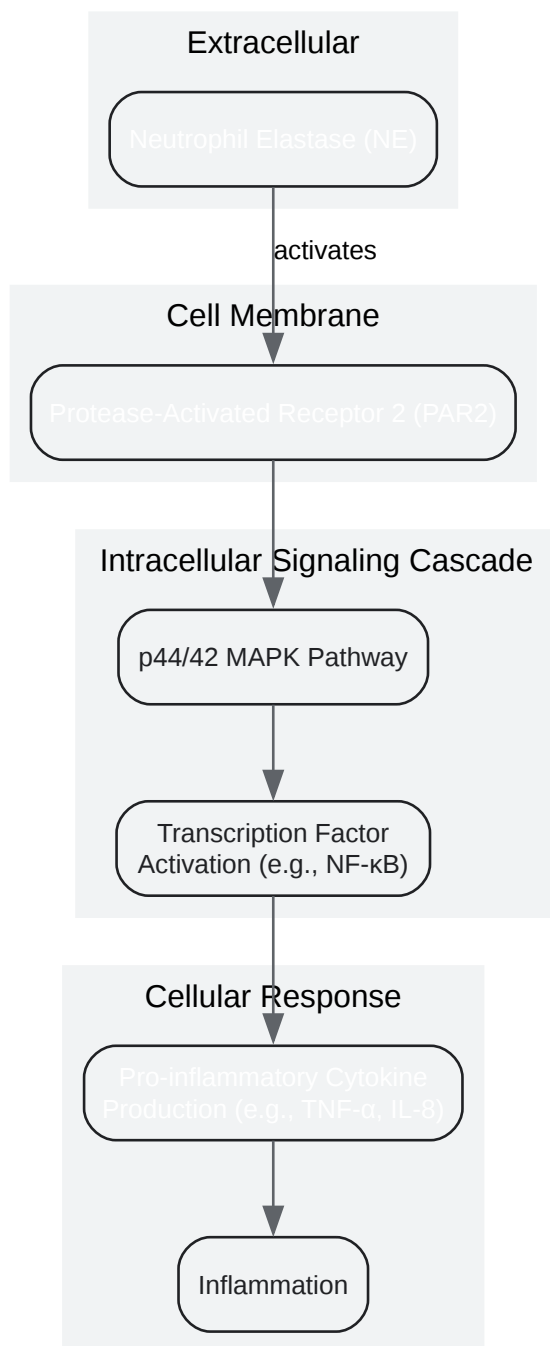 Extracellular
Neutrophil Elastase (NE)
activates
Cell Membrane
Protease-Activated Receptor 2 (PAR2)
Intracellular Signaling Cascade
p44/42 MAPK Pathway
Transcription Factor
Activation (e.g., NF-κB)
Cellular Response
Pro-inflammatory Cytokine
Production (e.g., TNF-α, IL-8)
Inflammation